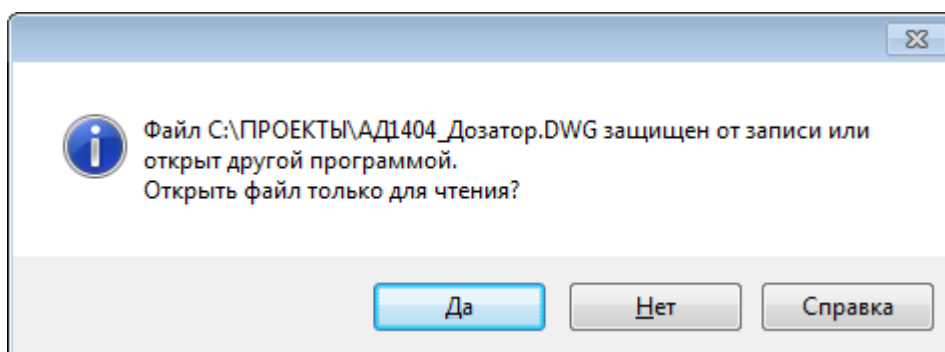 Файл C:\ПРОЕКТЫ\АД1404_Дозатор.DWG защищен от записи или
открыт другой программой.
Открыть файл только для чтения?
Да
Нет
Справка